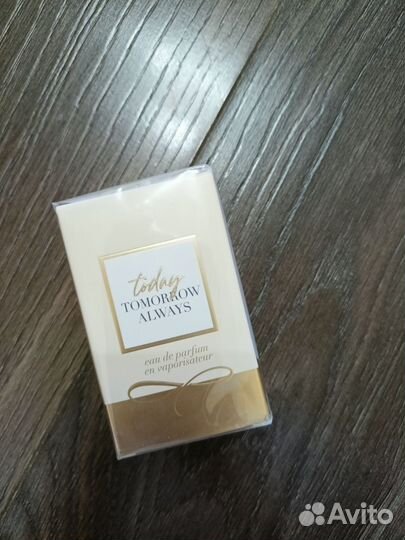 today
TOMORROW
ALWAYS
eau de parfum
en vaporisateur
Avito